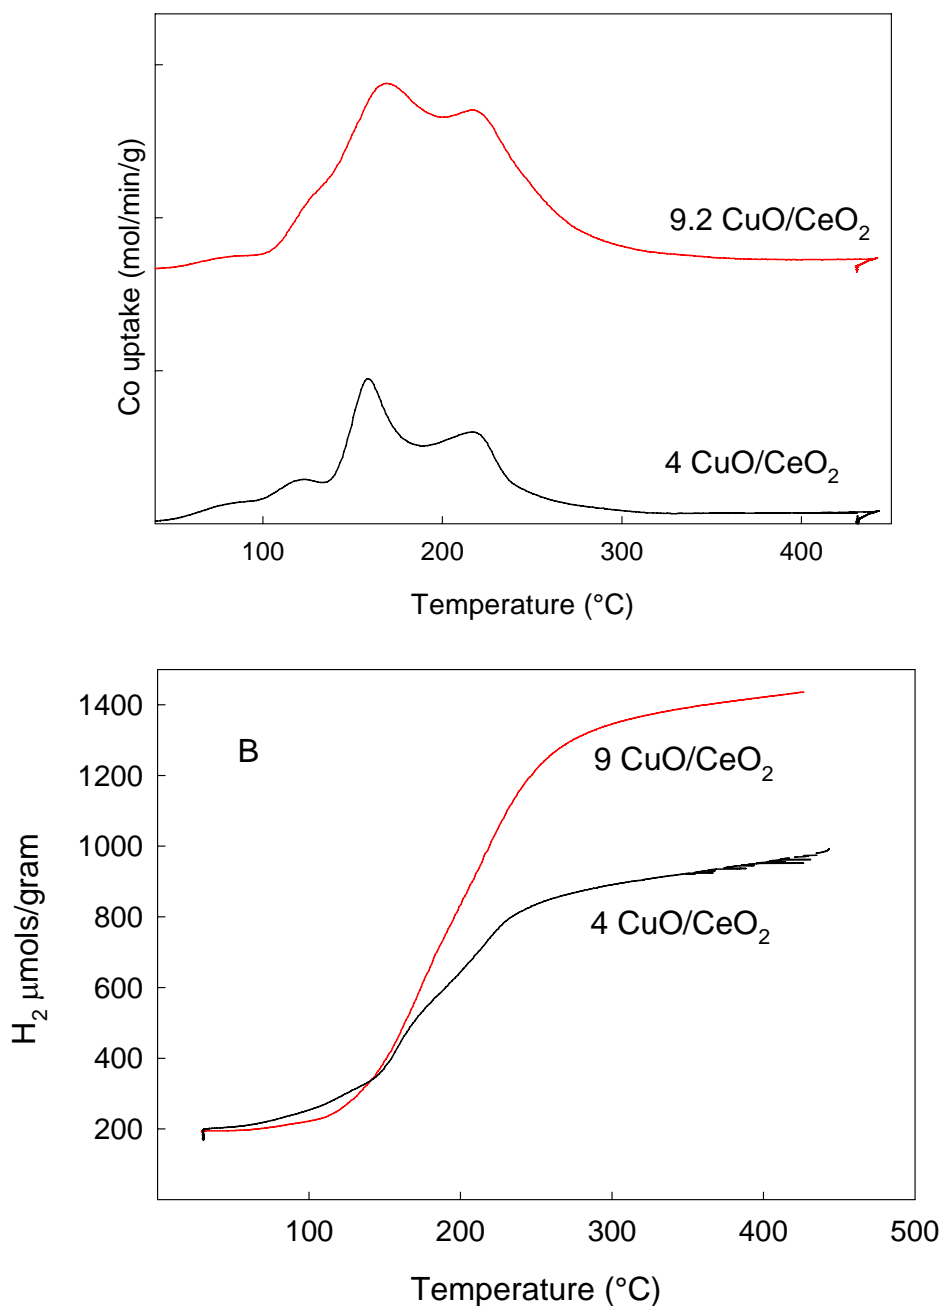 Co uptake (mol/min/g)
9.2 CuO/CeO₂
4 CuO/CeO₂
100 200 300 400
Temperature (°C)
1400
1200
1000
800
600
400
200
H₂ μmols/gram
B
9 CuO/CeO₂
4 CuO/CeO₂
100 200 300 400 500
Temperature (°C)